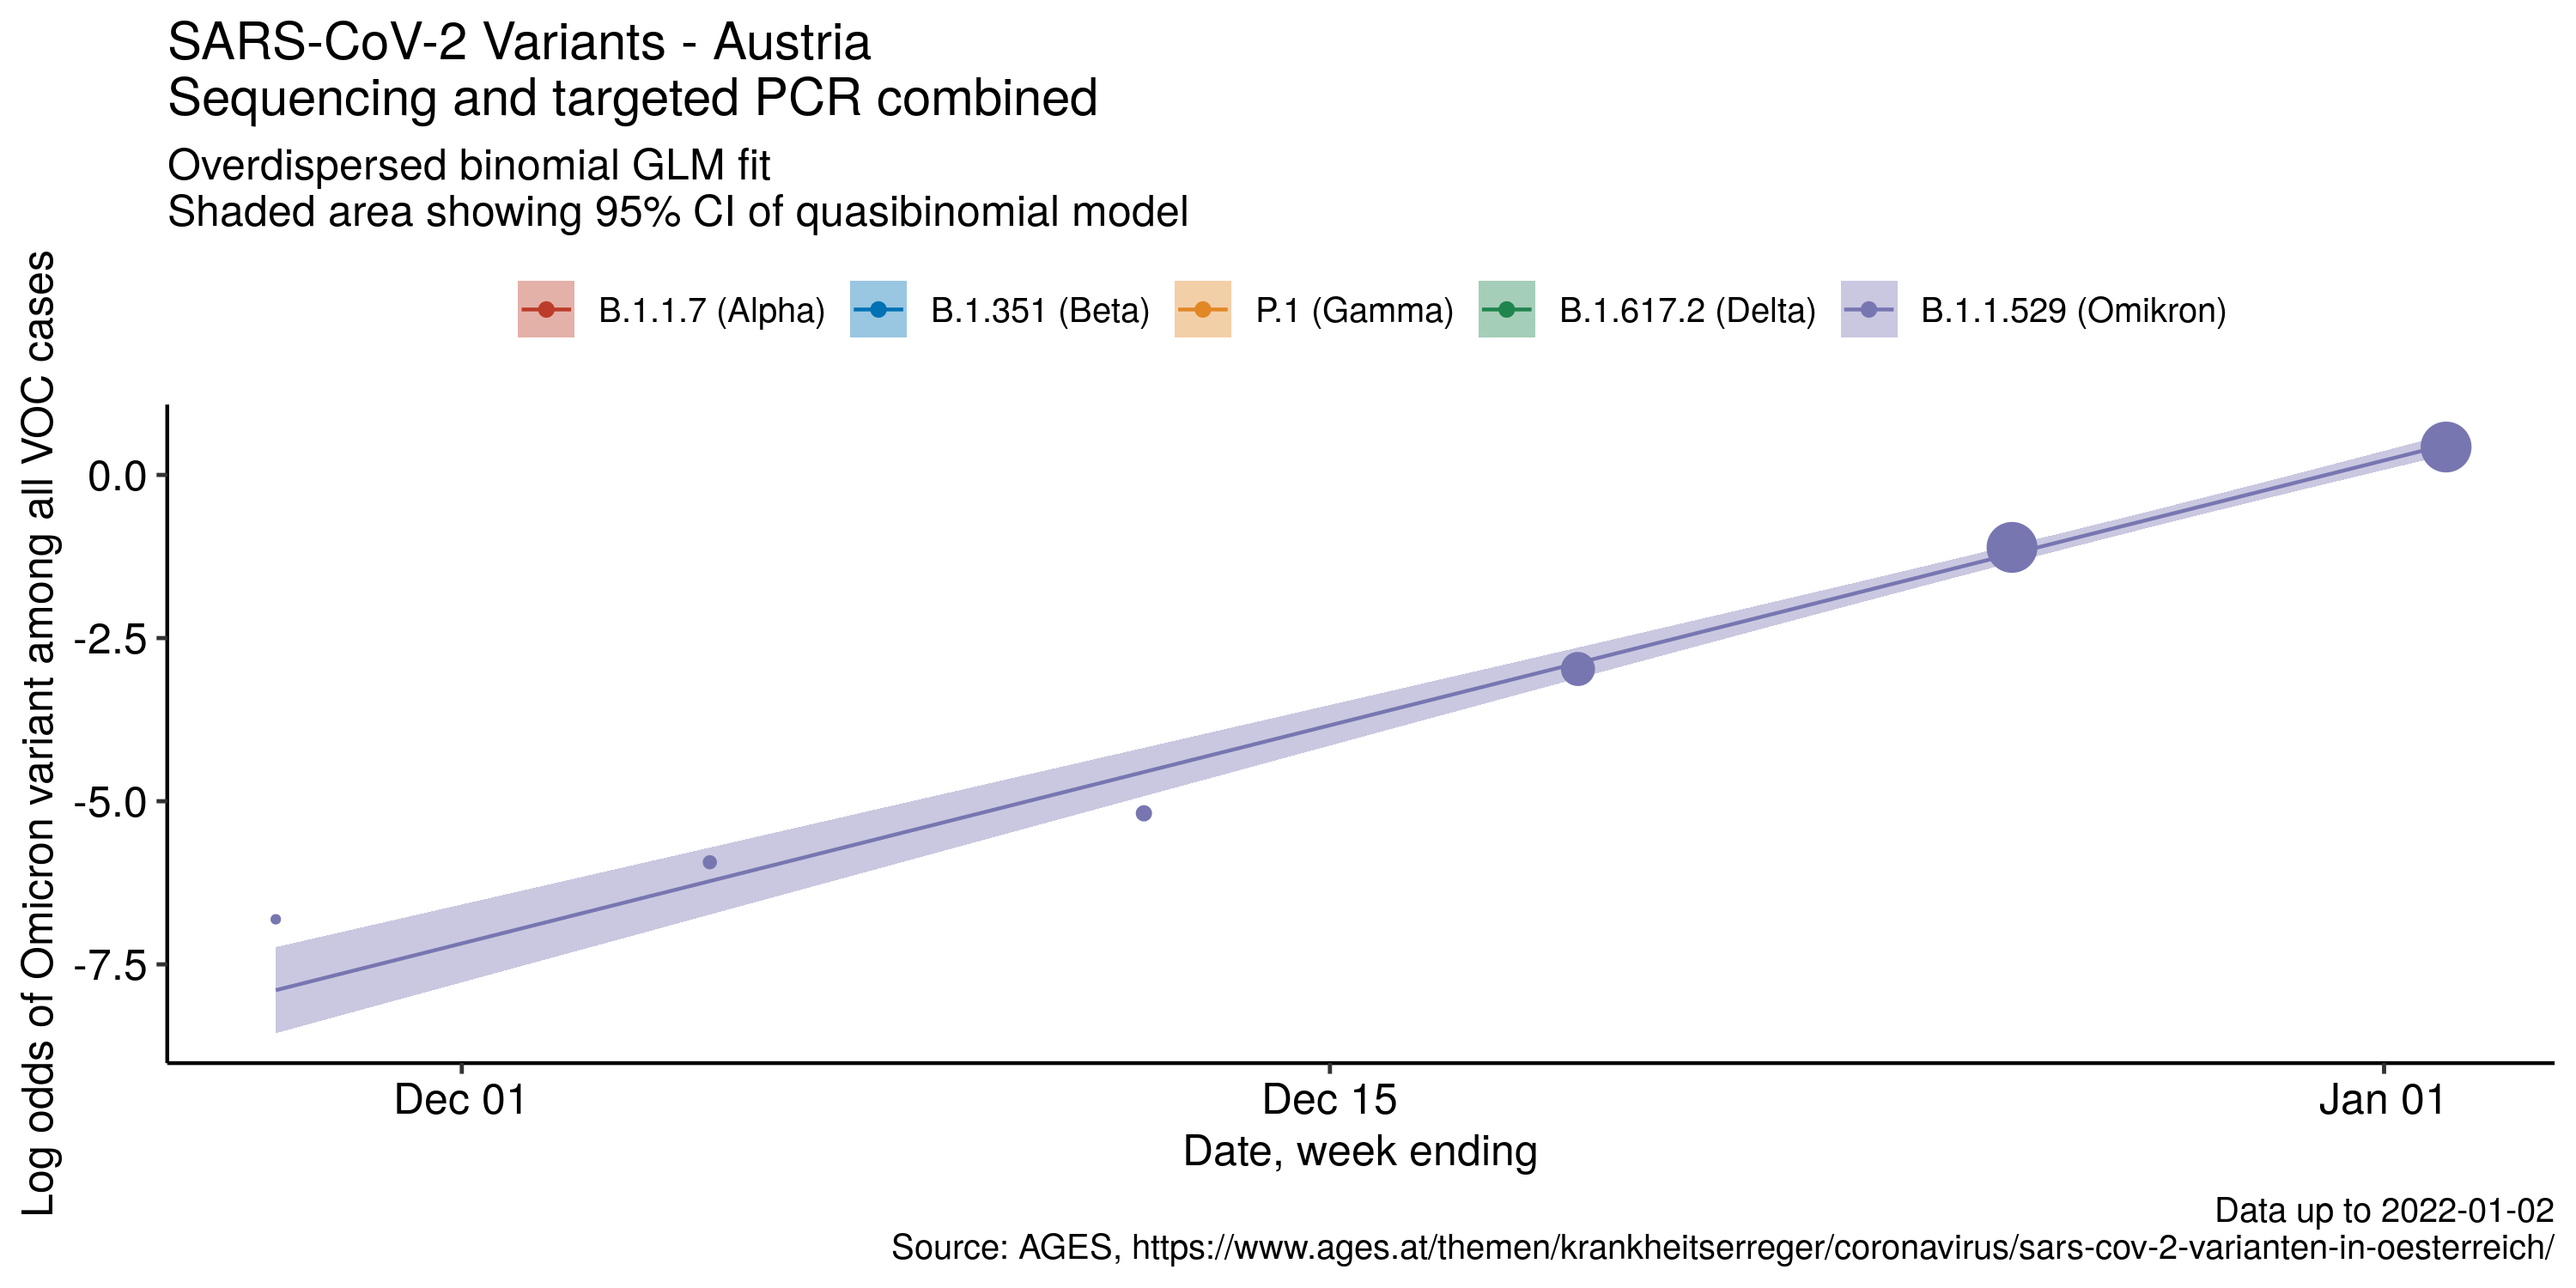 SARS-CoV-2 Variants - Austria
Sequencing and targeted PCR combined
Overdispersed binomial GLM fit
Shaded area showing 95% CI of quasibinomial model
B.1.1.7 (Alpha) B.1.351 (Beta) P.1 (Gamma) B.1.617.2 (Delta) B.1.1.529 (Omikron)
Log odds of Omicron variant among all VOC cases
0.0
-2.5
-5.0
-7.5
Dec 01 Dec 15 Jan 01
Date, week ending
Data up to 2022-01-02
Source: AGES, https://www.ages.at/themen/krankheitserreger/coronavirus/sars-cov-2-varianten-in-oesterreich/